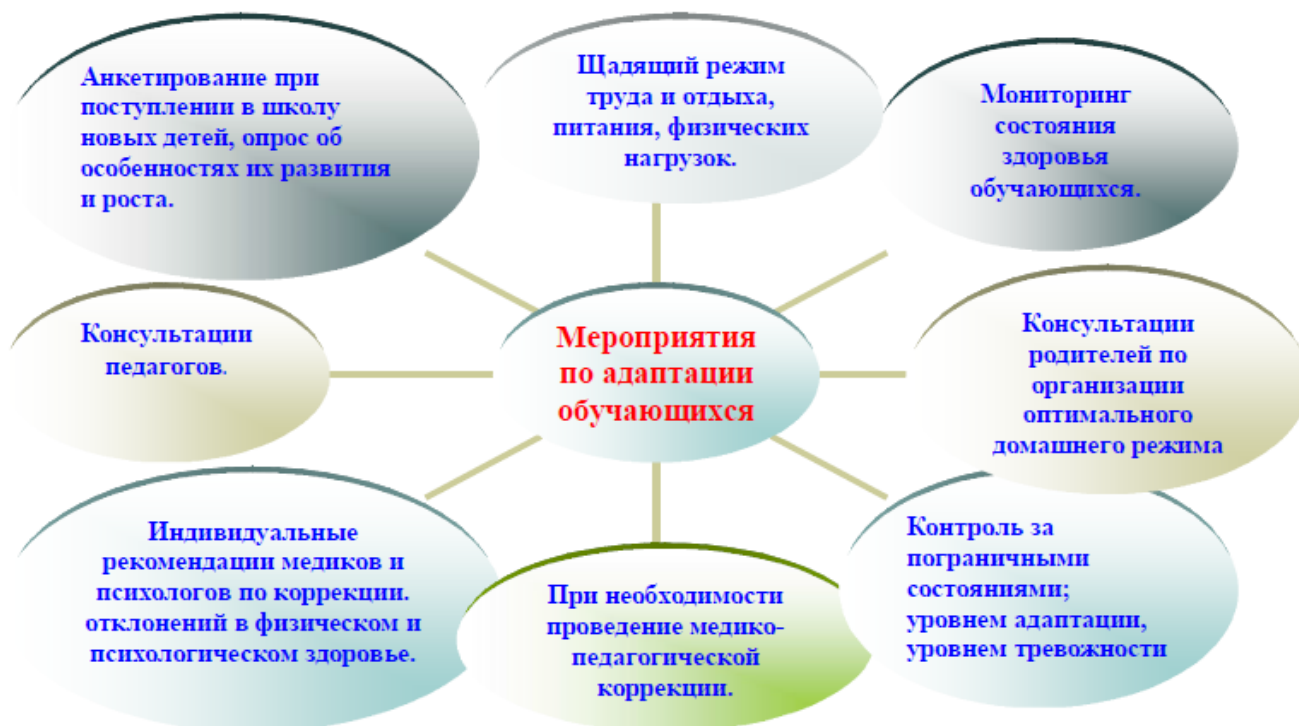 Анкетирование при
поступлении в школу
новых детей, опрос об
особенностях их развития
и роста.
Щадящий режим
труда и отдыха,
питания, физических
нагрузок.
Мониторинг
состояния
здоровья
обучающихся.
Консультации
педагогов.
Мероприятия
по адаптации
обучающихся
Консультации
родителей по
организации
оптимального
домашнего режима
Индивидуальные
рекомендации медиков и
психологов по коррекции.
отклонений в физическом и
психологическом здоровье.
При необходимости
проведение медико-
педагогической
коррекции.
Контроль за
пограничными
состояниями;
уровнем адаптации,
уровнем тревожности